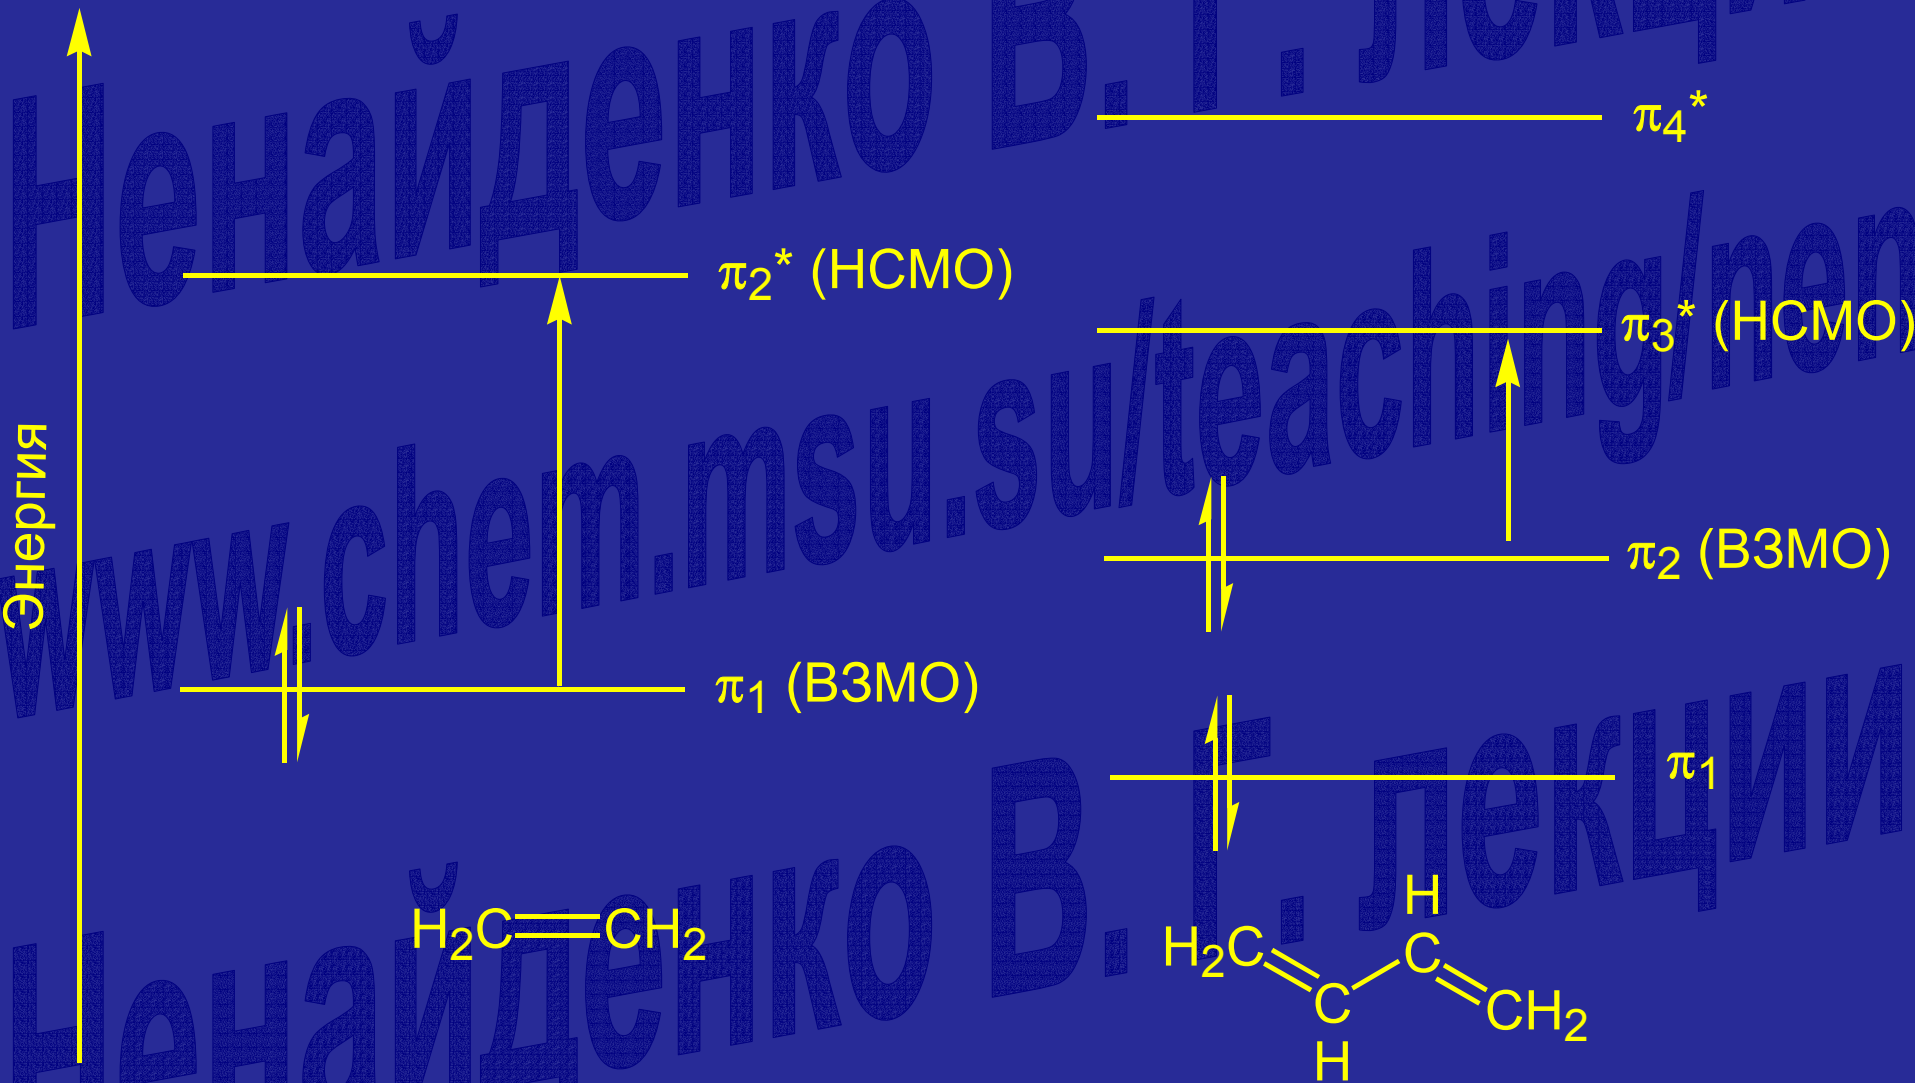 Ненайденко В. Г. лекции
www.chem.msu.su/teaching/nen
Ненайденко В. Г. лекции
Энергия
π2* (НСМО)
π1 (ВЗМО)
H2C=CH2
π4*
π3* (НСМО)
π2 (ВЗМО)
π1
H
H2C
C
C
CH2
H